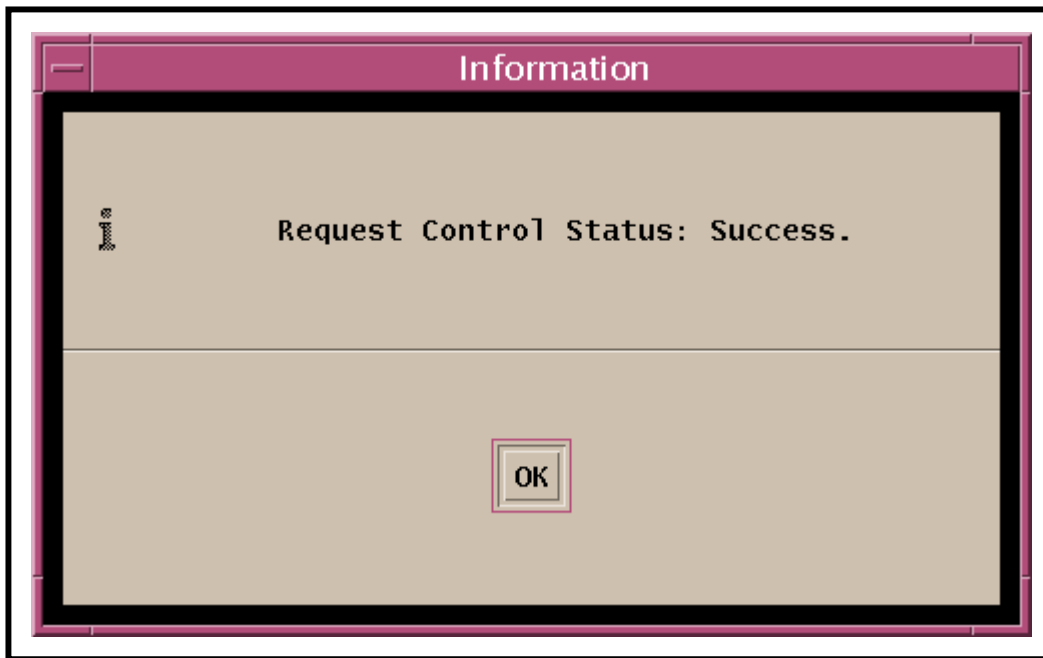 Information
i
Request Control Status: Success.
OK